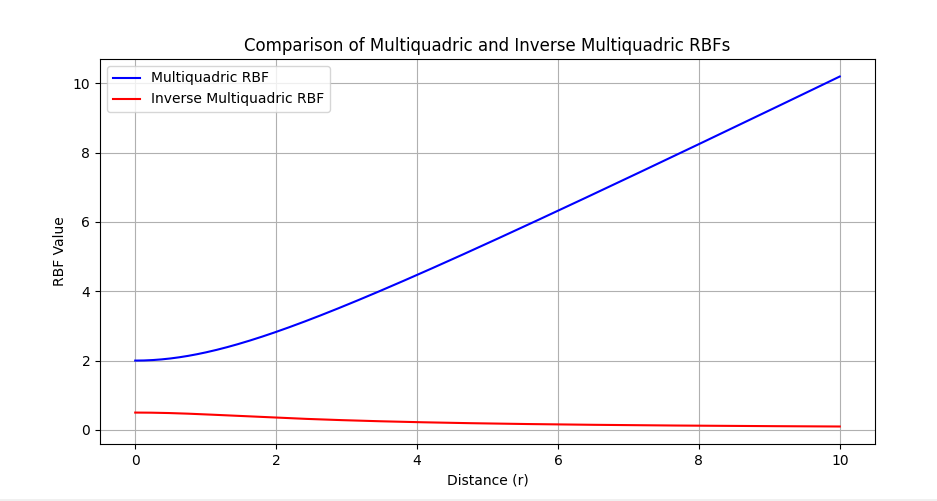 Comparison of Multiquadric and Inverse Multiquadric RBFs
Multiquadric RBF
Inverse Multiquadric RBF
10
8
6
4
2
0
RBF Value
0 2 4 6 8 10
Distance (r)